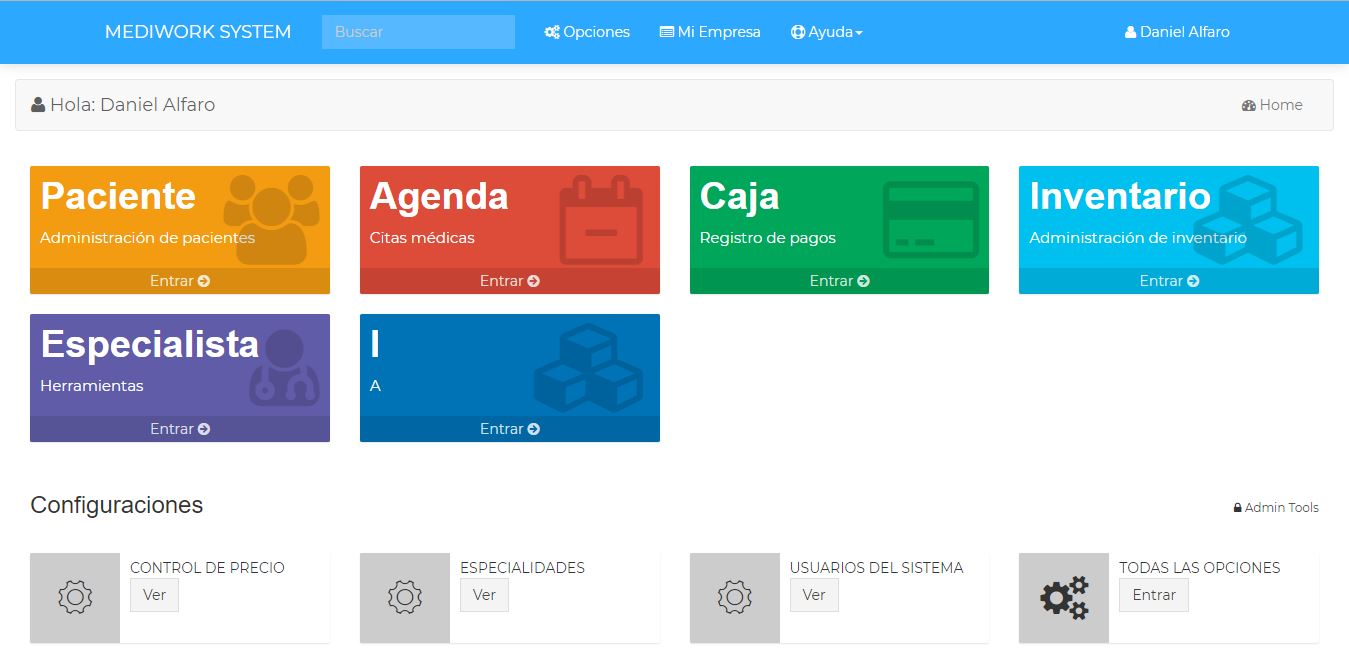 MEDIWORK SYSTEM Buscar Opciones Mi Empresa Ayuda Daniel Alfaro
Hola: Daniel Alfaro Home
Paciente
Administración de pacientes
Entrar
Agenda
Citas médicas
Entrar
Caja
Registro de pagos
Entrar
Inventario
Administración de inventario
Entrar
Especialista
Herramientas
Entrar
I
A
Entrar
Configuraciones Admin Tools
CONTROL DE PRECIO
Ver
ESPECIALIDADES
Ver
USUARIOS DEL SISTEMA
Ver
TODAS LAS OPCIONES
Entrar